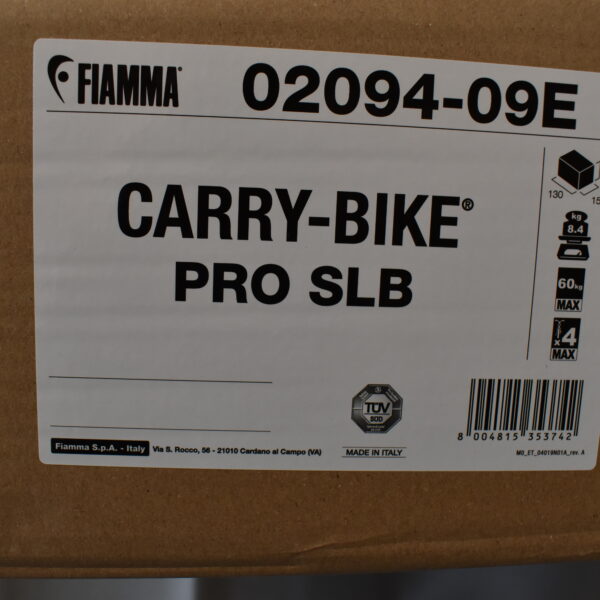 FIAMMA® 02094-09E
CARRY-BIKE®
PRO SLB
130
kg
8.4
60kg
MAX
x4
MAX
TÜV
SÜD
8 004815 353742
Fiamma S.p.A. - Italy Via S. Rocco, 56 - 21010 Cardano al Campo (VA)
MADE IN ITALY
M0_ET_04019N01A_rev. A